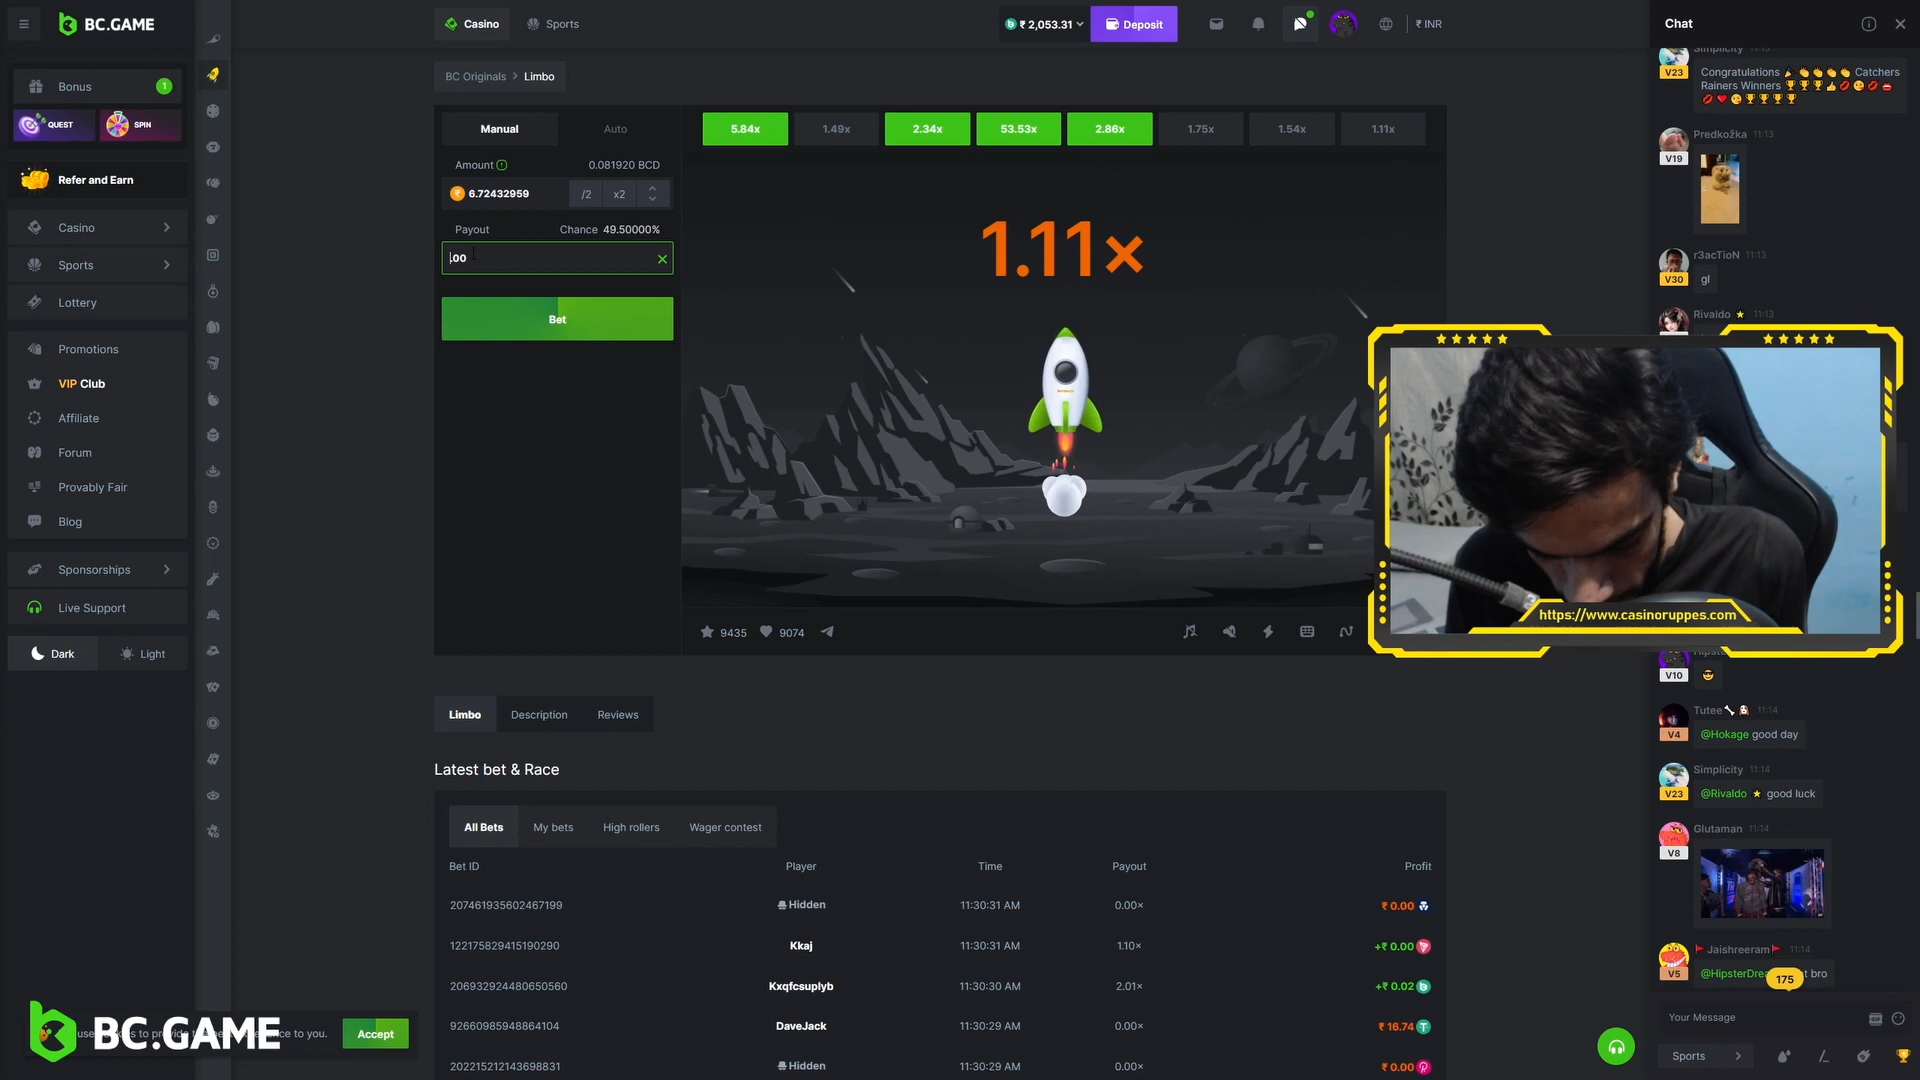 BC.GAME
Casino
Sports
₹ 2,053.31
Deposit
₹ INR
Chat
Bonus
1
QUEST
SPIN
Refer and Earn
Casino
Sports
Lottery
Promotions
VIP Club
Affiliate
Forum
Provably Fair
Blog
Sponsorships
Live Support
Dark
Light
BC Originals > Limbo
Manual
Auto
Amount
0.081920 BCD
6.72432959
/2
x2
Payout
Chance 49.50000%
.00
Bet
5.84x
1.49x
2.34x
53.53x
2.86x
1.75x
1.54x
1.11x
1.11×
9435
9074
Limbo
Description
Reviews
Latest bet & Race
All Bets
My bets
High rollers
Wager contest
Bet ID Player Time Payout Profit
207461935602467199 Hidden 11:30:31 AM 0.00× ₹ 0.00
122175829415190290 Kkaj 11:30:31 AM 1.10× +₹ 0.00
206932924480650560 Kxqfcsuplyb 11:30:30 AM 2.01× +₹ 0.02
92660985948864104 DaveJack 11:30:29 AM 0.00× ₹ 16.74
202215212143698831 Hidden 11:30:29 AM 0.00× ₹ 0.00
BC.GAME
to you.
Accept
Simplicity 11:13
V23
Congratulations 🎉 👏 👏 👏 👏 Catchers
Rainers Winners 🏆 🏆 🏆 👍 💋 😘 💋 👄
💋 ❤️ 😘 🏆 🏆 🏆 🏆
Predkožka 11:13
V19
r3acTioN 11:13
V30
gl
Rivaldo ⭐ 11:13
https://www.casinoruppes.com
V10
😎
Tutee 11:14
V4
@Hokage good day
Simplicity 11:14
V23
@Rivaldo ⭐ good luck
Glutaman 11:14
V8
🚩 Jaishreeram 🚩 11:14
V5
bro
175
Your Message
Sports